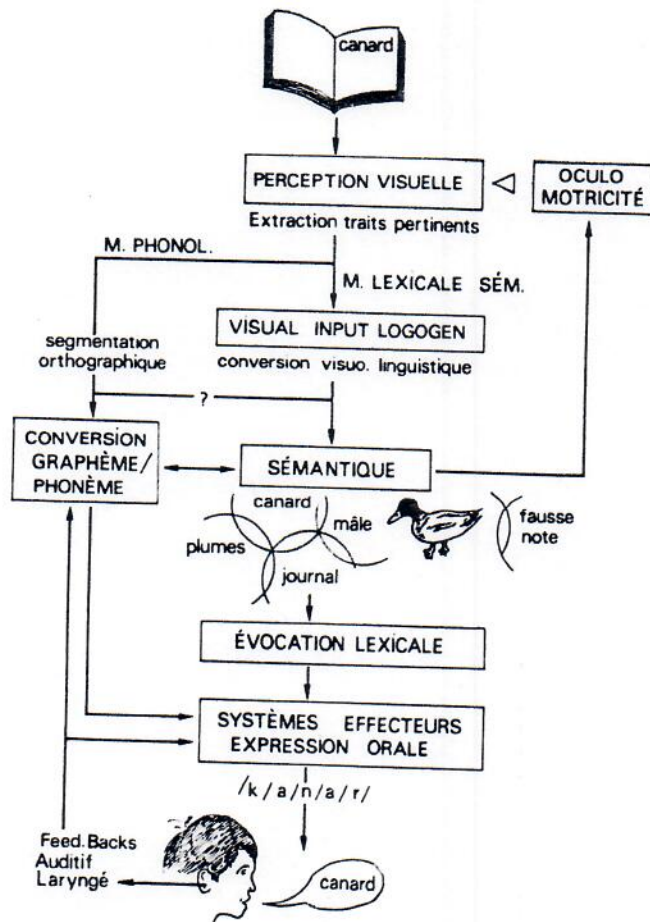 canard
PERCEPTION VISUELLE
OCULO
MOTRICITÉ
Extraction traits pertinents
M. PHONOL.
M. LEXICALE SÉM.
VISUAL INPUT LOGOGEN
segmentation
orthographique
conversion visuo. linguistique
?
CONVERSION
GRAPHÈME/
PHONÈME
SÉMANTIQUE
canard
mâle
plumes
journal
fausse
note
ÉVOCATION LEXICALE
SYSTÈMES EFFECTEURS
EXPRESSION ORALE
/k/a/n/a/r/
Feed.Backs
Auditif
Laryngé
canard